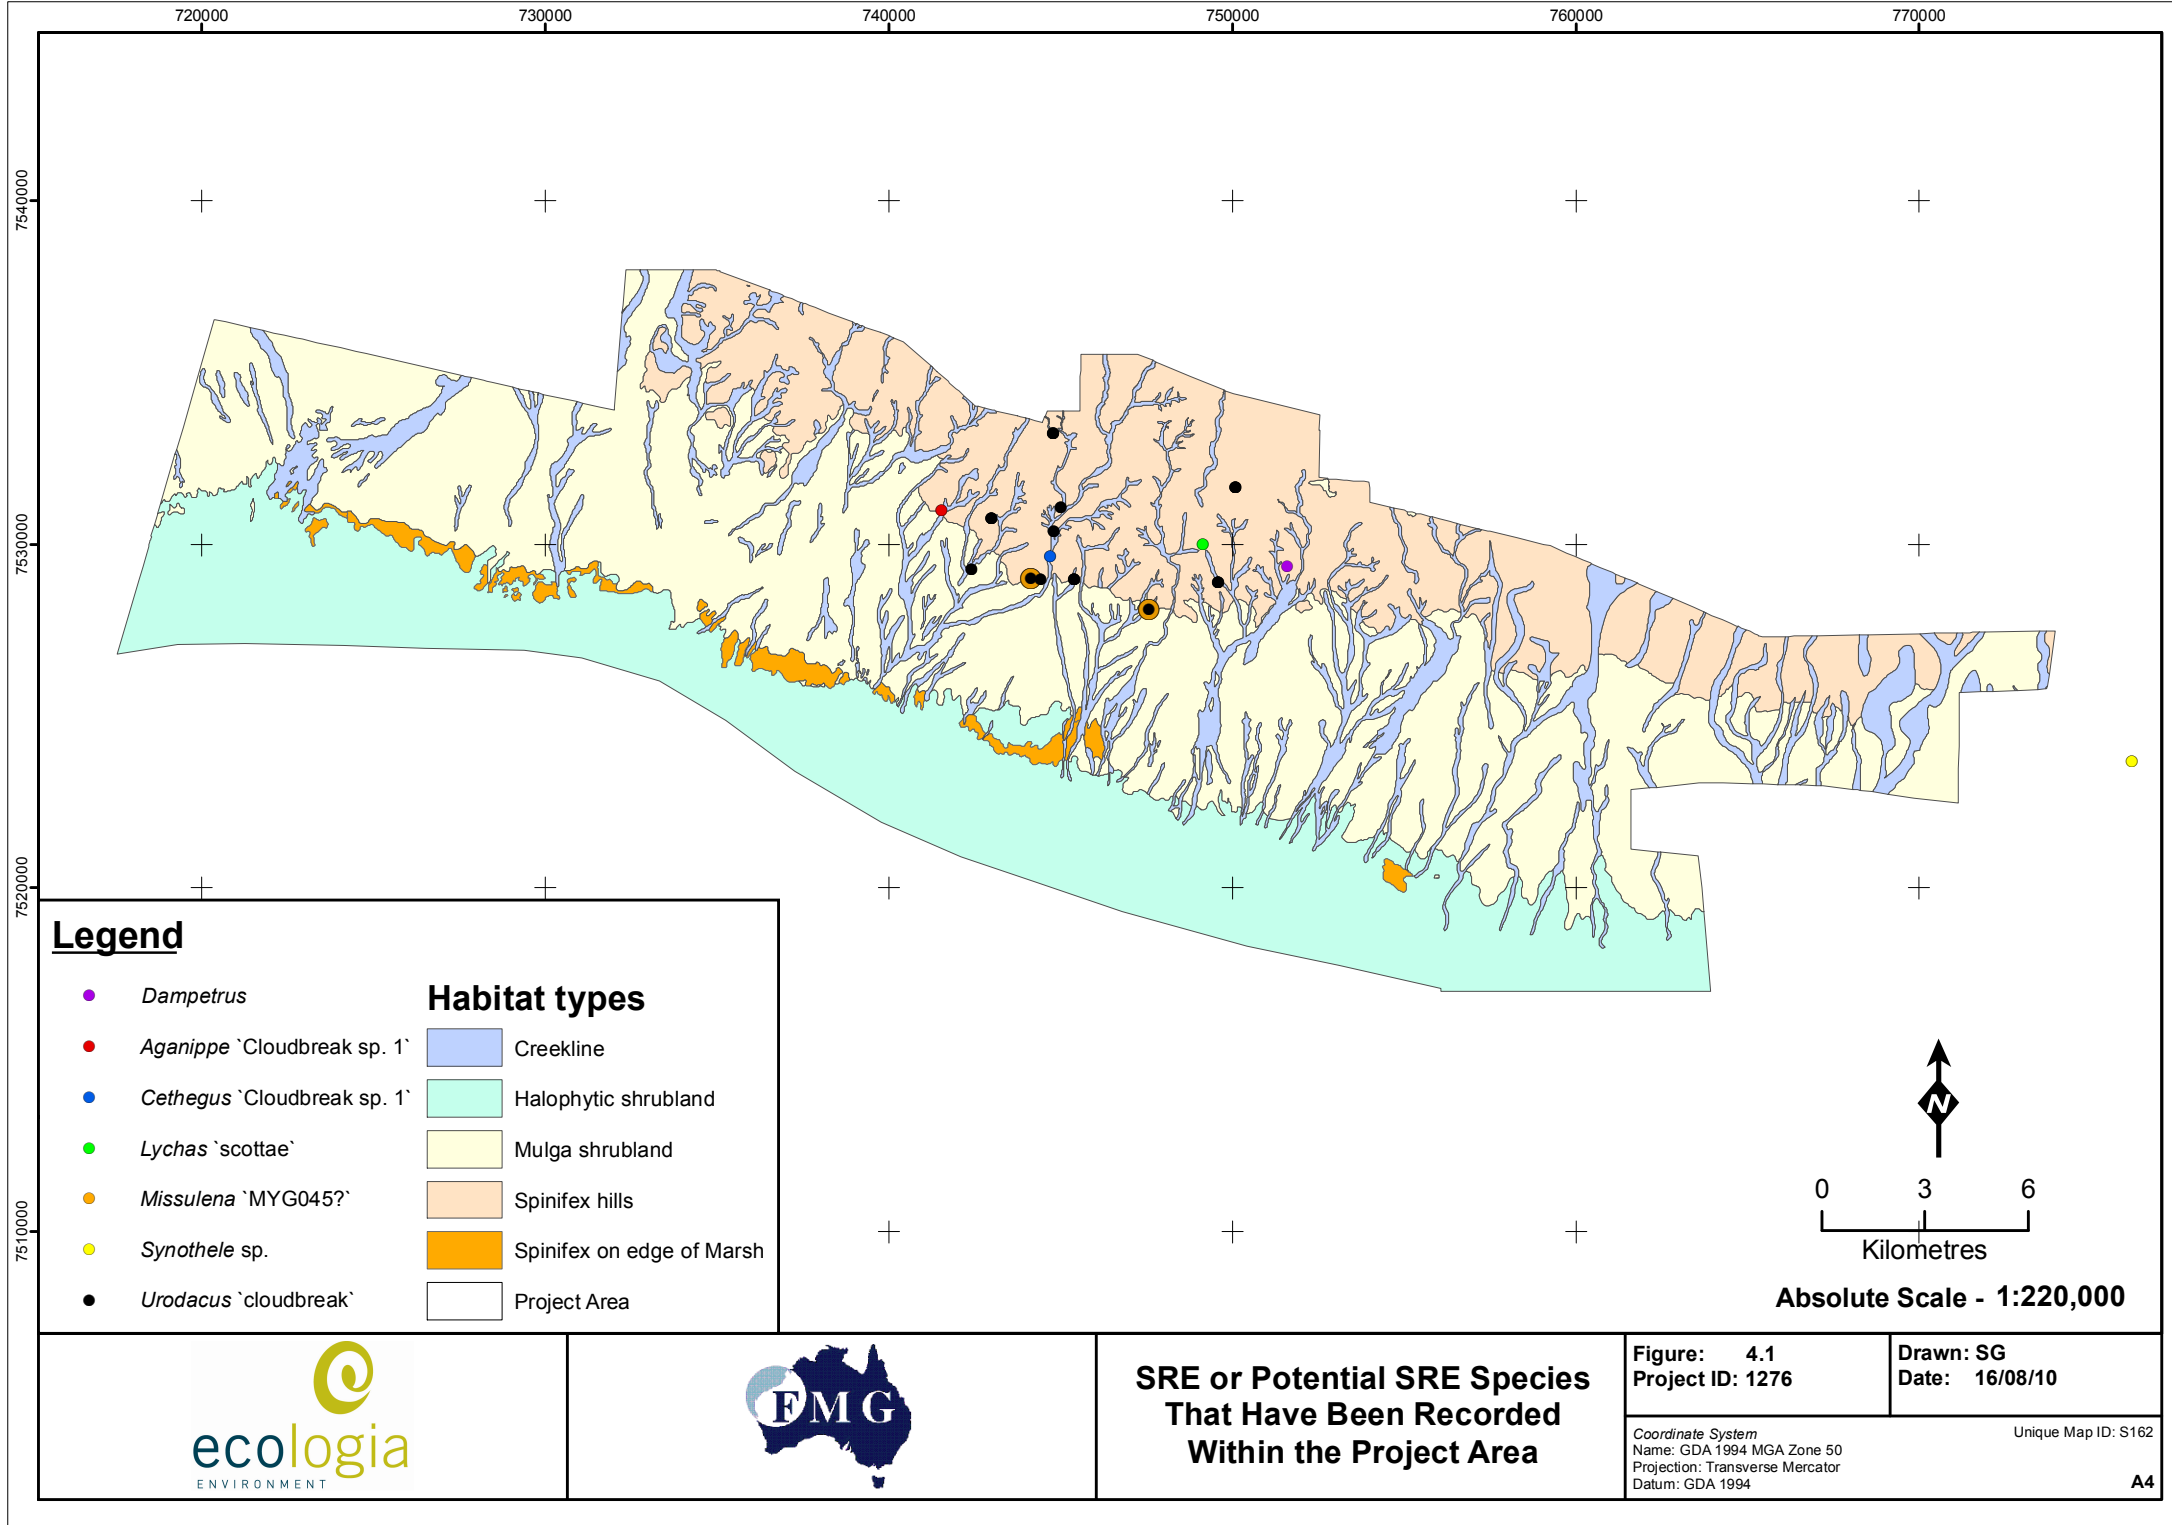 720000 730000 740000 750000 760000 770000
7540000
7530000
7520000
7510000
Legend
Dampetrus
Aganippe `Cloudbreak sp. 1`
Cethegus `Cloudbreak sp. 1`
Lychas `scottae`
Missulena `MYG045?`
Synothele sp.
Urodacus `cloudbreak`
Habitat types
Creekline
Halophytic shrubland
Mulga shrubland
Spinifex hills
Spinifex on edge of Marsh
Project Area
N
0 3 6
Kilometres
Absolute Scale - 1:220,000
ecologia
ENVIRONMENT
FMG
SRE or Potential SRE Species
That Have Been Recorded
Within the Project Area
Figure: 4.1
Project ID: 1276
Drawn: SG
Date: 16/08/10
Coordinate System
Name: GDA 1994 MGA Zone 50
Projection: Transverse Mercator
Datum: GDA 1994
Unique Map ID: S162
A4